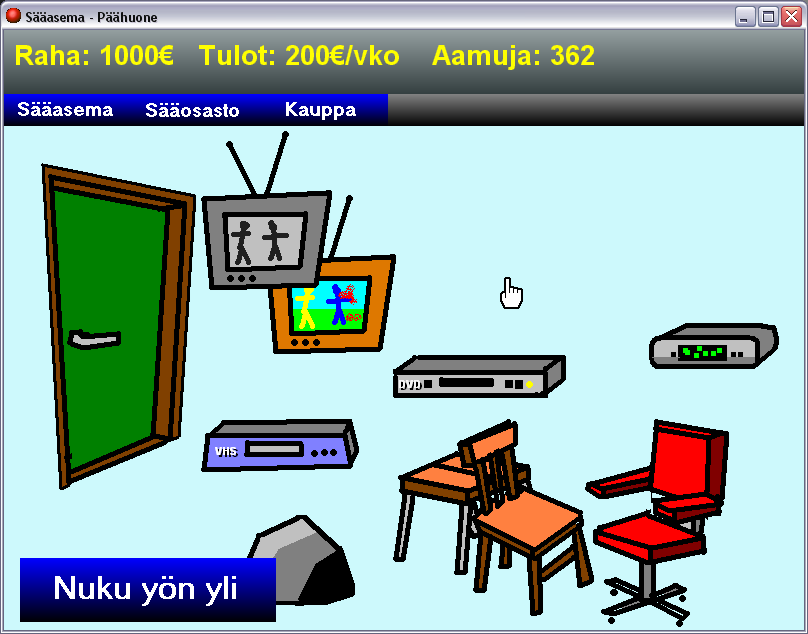 Sääasema - Päähuone
Raha: 1000€ Tulot: 200€/vko Aamuja: 362
Sääasema Sääosasto Kauppa
DVD
VHS
Nuku yön yli